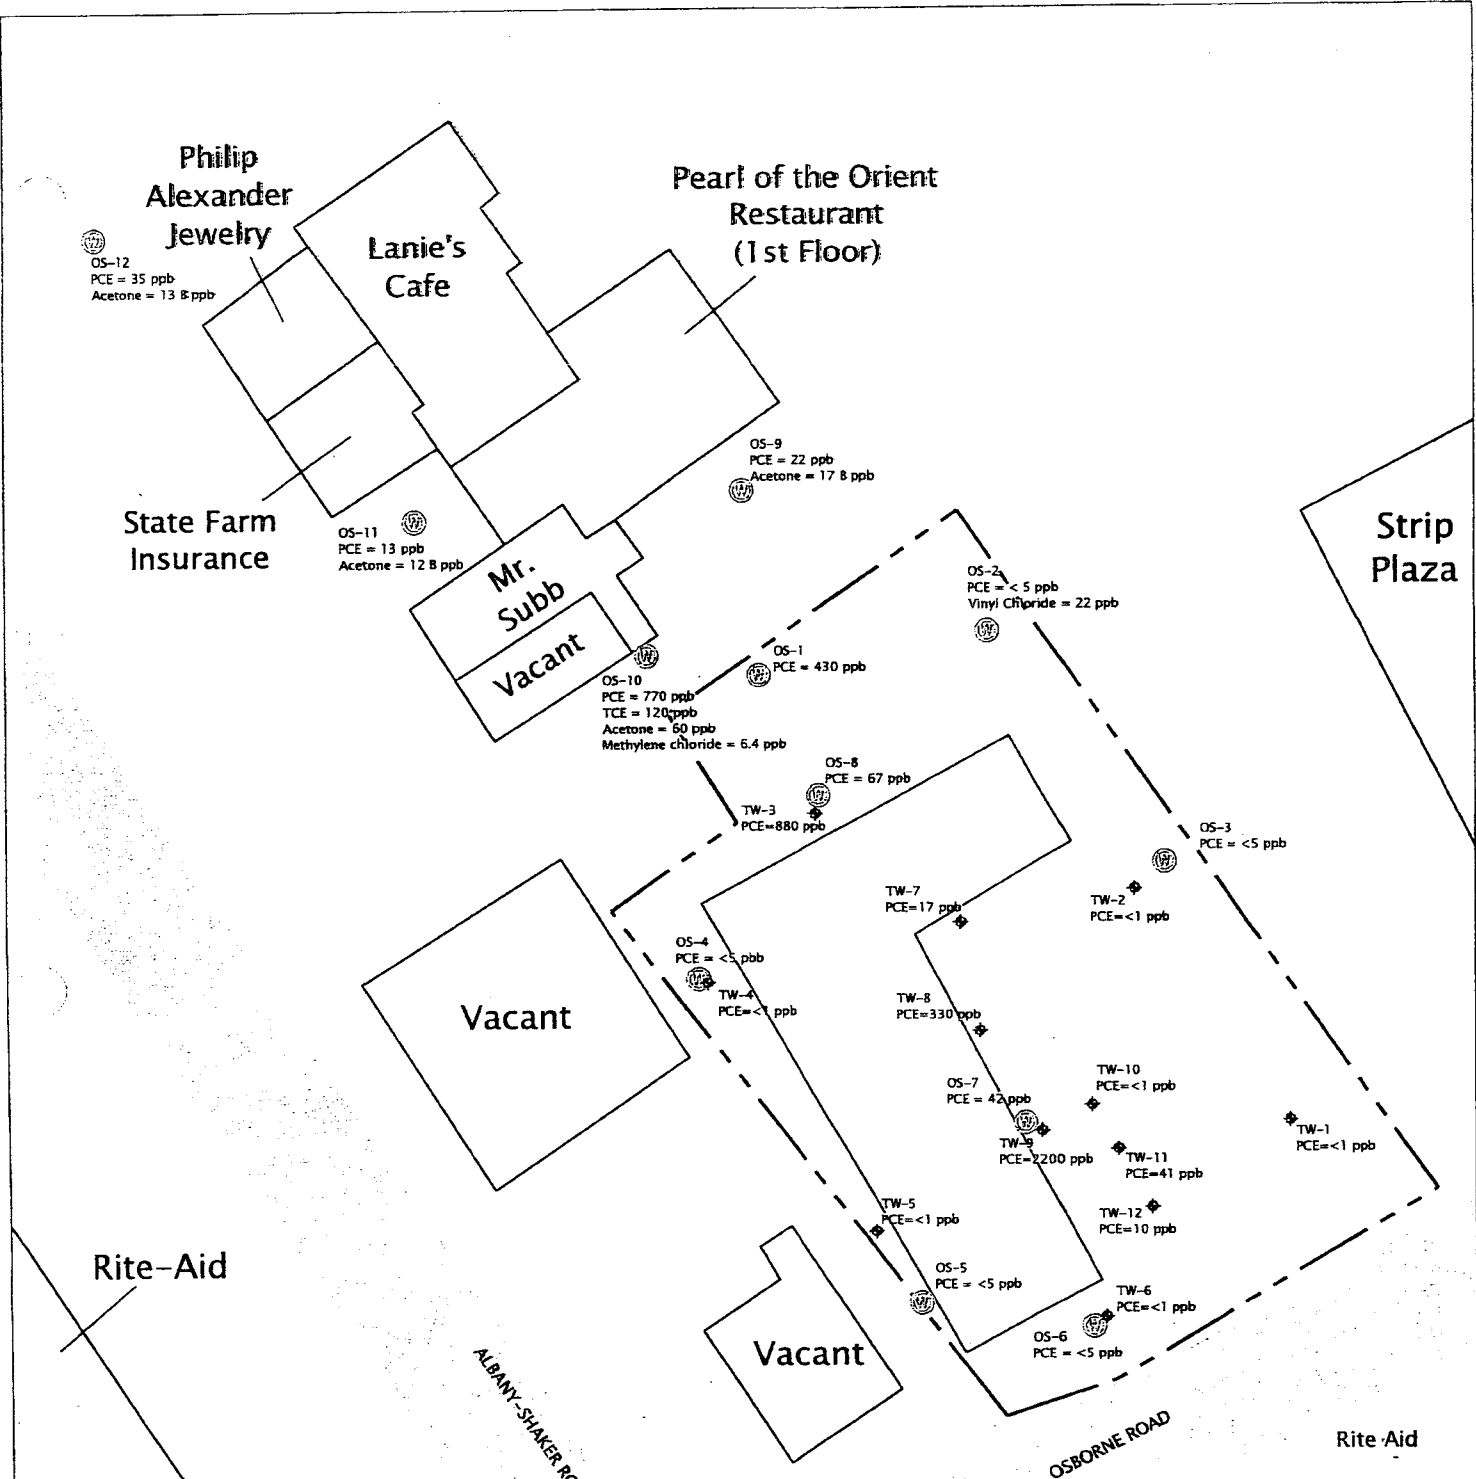 Philip
Alexander
Jewelry
Lanie's
Cafe
Pearl of the Orient
Restaurant
(1st Floor)
OS-12
PCE = 35 ppb
Acetone = 13 B ppb
OS-9
PCE = 22 ppb
Acetone = 17 B ppb
State Farm
Insurance
OS-11
PCE = 13 ppb
Acetone = 12 B ppb
Mr.
Subb
Vacant
Strip
Plaza
OS-2
PCE = < 5 ppb
Vinyl Chloride = 22 ppb
OS-1
PCE = 430 ppb
OS-10
PCE = 770 ppb
TCE = 120 ppb
Acetone = 60 ppb
Methylene chloride = 6.4 ppb
OS-8
PCE = 67 ppb
TW-3
PCE=880 ppb
OS-3
PCE = <5 ppb
TW-7
PCE=17 ppb
TW-2
PCE=<1 ppb
OS-4
PCE = <5 pbb
TW-4
PCE=<1 ppb
Vacant
TW-8
PCE=330 ppb
TW-10
PCE=<1 ppb
OS-7
PCE = 42 ppb
TW-9
PCE=2200 ppb
TW-1
PCE=<1 ppb
TW-11
PCE=41 ppb
TW-12
PCE=10 ppb
TW-5
PCE=<1 ppb
Rite-Aid
OS-5
PCE = <5 ppb
TW-6
PCE=<1 ppb
OS-6
PCE = <5 ppb
Vacant
ALBANY-SHAKER RO
OSBORNE ROAD
Rite Aid
W
W
W
W
W
W
W
W
W
W
W
W